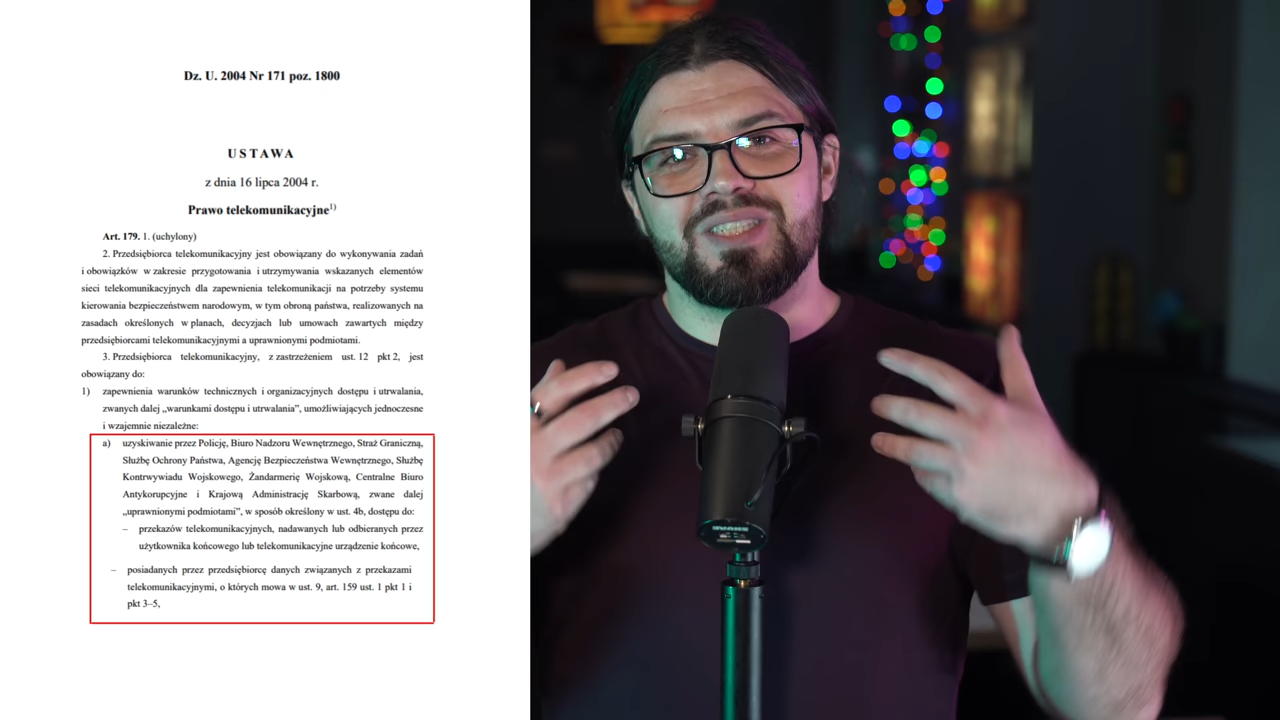 Dz. U. 2004 Nr 171 poz. 1800
USTAWA
z dnia 16 lipca 2004 r.
Prawo telekomunikacyjne1)
Art. 179. 1. (uchylony)
2. Przedsiębiorca telekomunikacyjny jest obowiązany do wykonywania zadań
i obowiązków w zakresie przygotowania i utrzymywania wskazanych elementów
sieci telekomunikacyjnych dla zapewnienia telekomunikacji na potrzeby systemu
kierowania bezpieczeństwem narodowym, w tym obroną państwa, realizowanych na
zasadach określonych w planach, decyzjach lub umowach zawartych między
przedsiębiorcami telekomunikacyjnymi a uprawnionymi podmiotami.
3. Przedsiębiorca telekomunikacyjny, z zastrzeżeniem ust. 12 pkt 2, jest
obowiązany do:
1) zapewnienia warunków technicznych i organizacyjnych dostępu i utrwalania,
zwanych dalej „warunkami dostępu i utrwalania”, umożliwiających jednoczesne
i wzajemnie niezależne:
a) uzyskiwanie przez Policję, Biuro Nadzoru Wewnętrznego, Straż Graniczną,
Służbę Ochrony Państwa, Agencję Bezpieczeństwa Wewnętrznego, Służbę
Kontrwywiadu Wojskowego, Żandarmerię Wojskową, Centralne Biuro
Antykorupcyjne i Krajową Administrację Skarbową, zwane dalej
„uprawnionymi podmiotami”, w sposób określony w ust. 4b, dostępu do:
– przekazów telekomunikacyjnych, nadawanych lub odbieranych przez
użytkownika końcowego lub telekomunikacyjne urządzenie końcowe,
– posiadanych przez przedsiębiorcę danych związanych z przekazami
telekomunikacyjnymi, o których mowa w ust. 9, art. 159 ust. 1 pkt 1 i
pkt 3–5,
SHURE